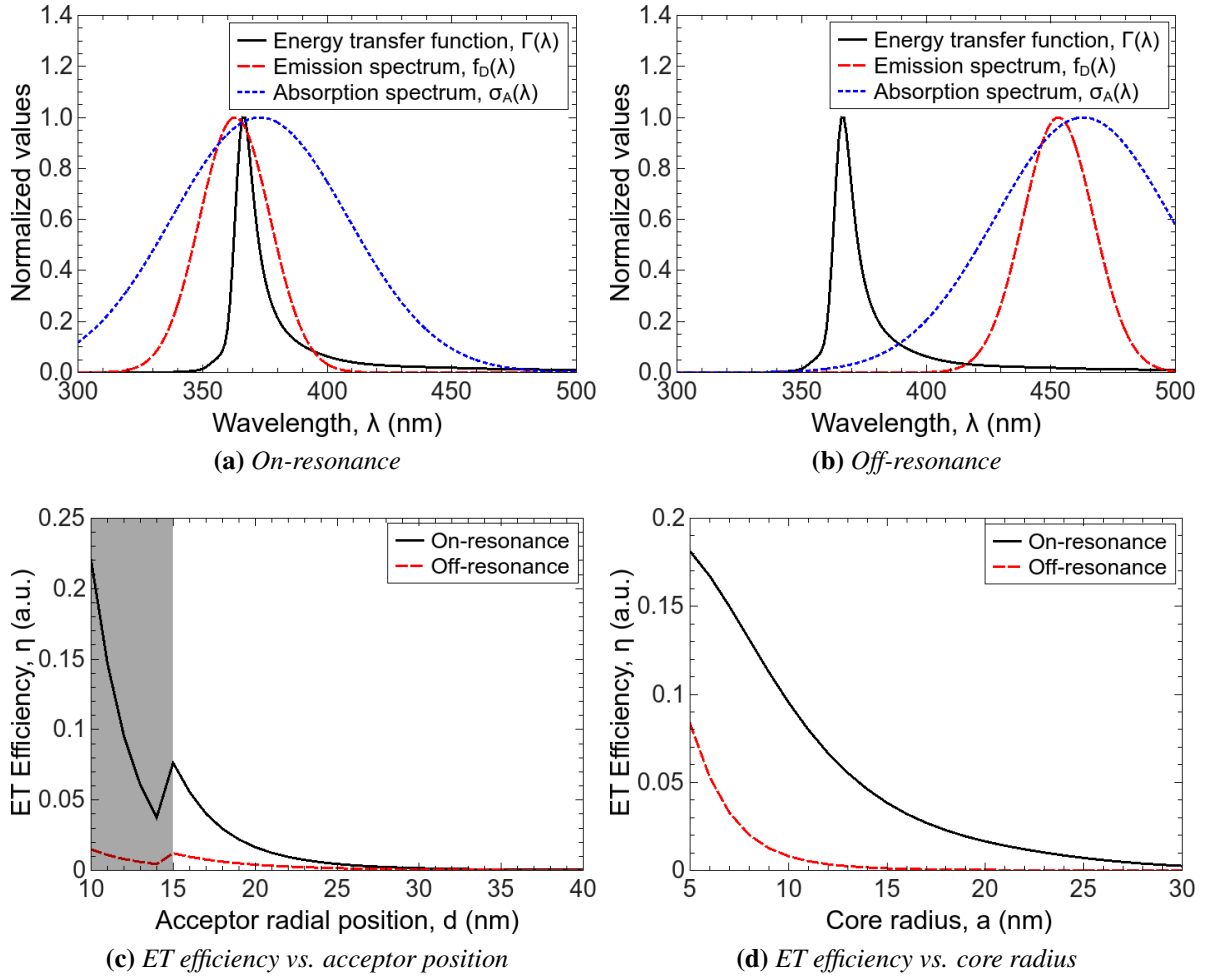 1.4
1.2
1.0
0.8
0.6
0.4
0.2
0.0
Normalized values
Energy transfer function, Γ(λ)
Emission spectrum, f_D(λ)
Absorption spectrum, σ_A(λ)
300 350 400 450 500
Wavelength, λ (nm)
(a) On-resonance
1.4
1.2
1.0
0.8
0.6
0.4
0.2
0.0
Normalized values
Energy transfer function, Γ(λ)
Emission spectrum, f_D(λ)
Absorption spectrum, σ_A(λ)
300 350 400 450 500
Wavelength, λ (nm)
(b) Off-resonance
0.25
0.2
0.15
0.1
0.05
0
ET Efficiency, η (a.u.)
On-resonance
Off-resonance
10 15 20 25 30 35 40
Acceptor radial position, d (nm)
(c) ET efficiency vs. acceptor position
0.2
0.15
0.1
0.05
0
ET Efficiency, η (a.u.)
On-resonance
Off-resonance
5 10 15 20 25 30
Core radius, a (nm)
(d) ET efficiency vs. core radius